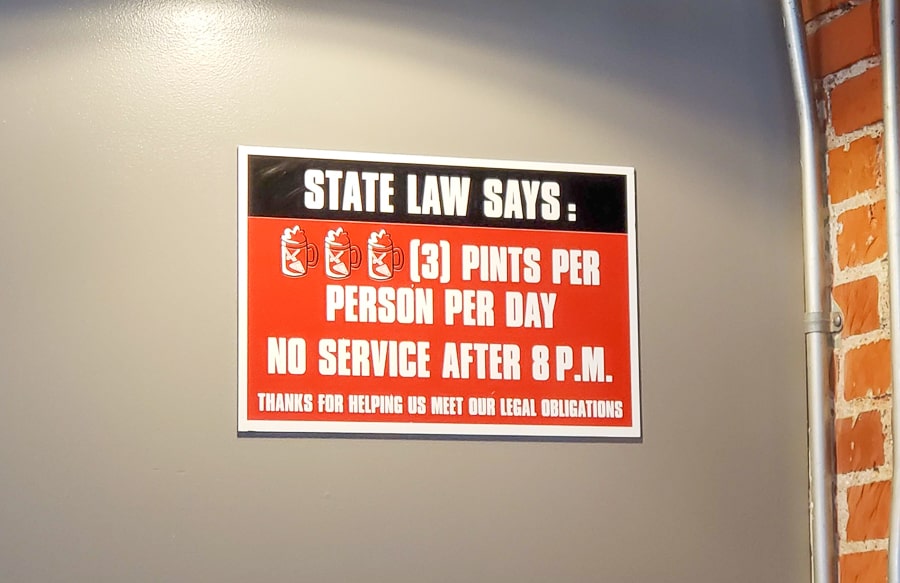 STATE LAW SAYS:
(3) PINTS PER
PERSON PER DAY
NO SERVICE AFTER 8 P.M.
THANKS FOR HELPING US MEET OUR LEGAL OBLIGATIONS